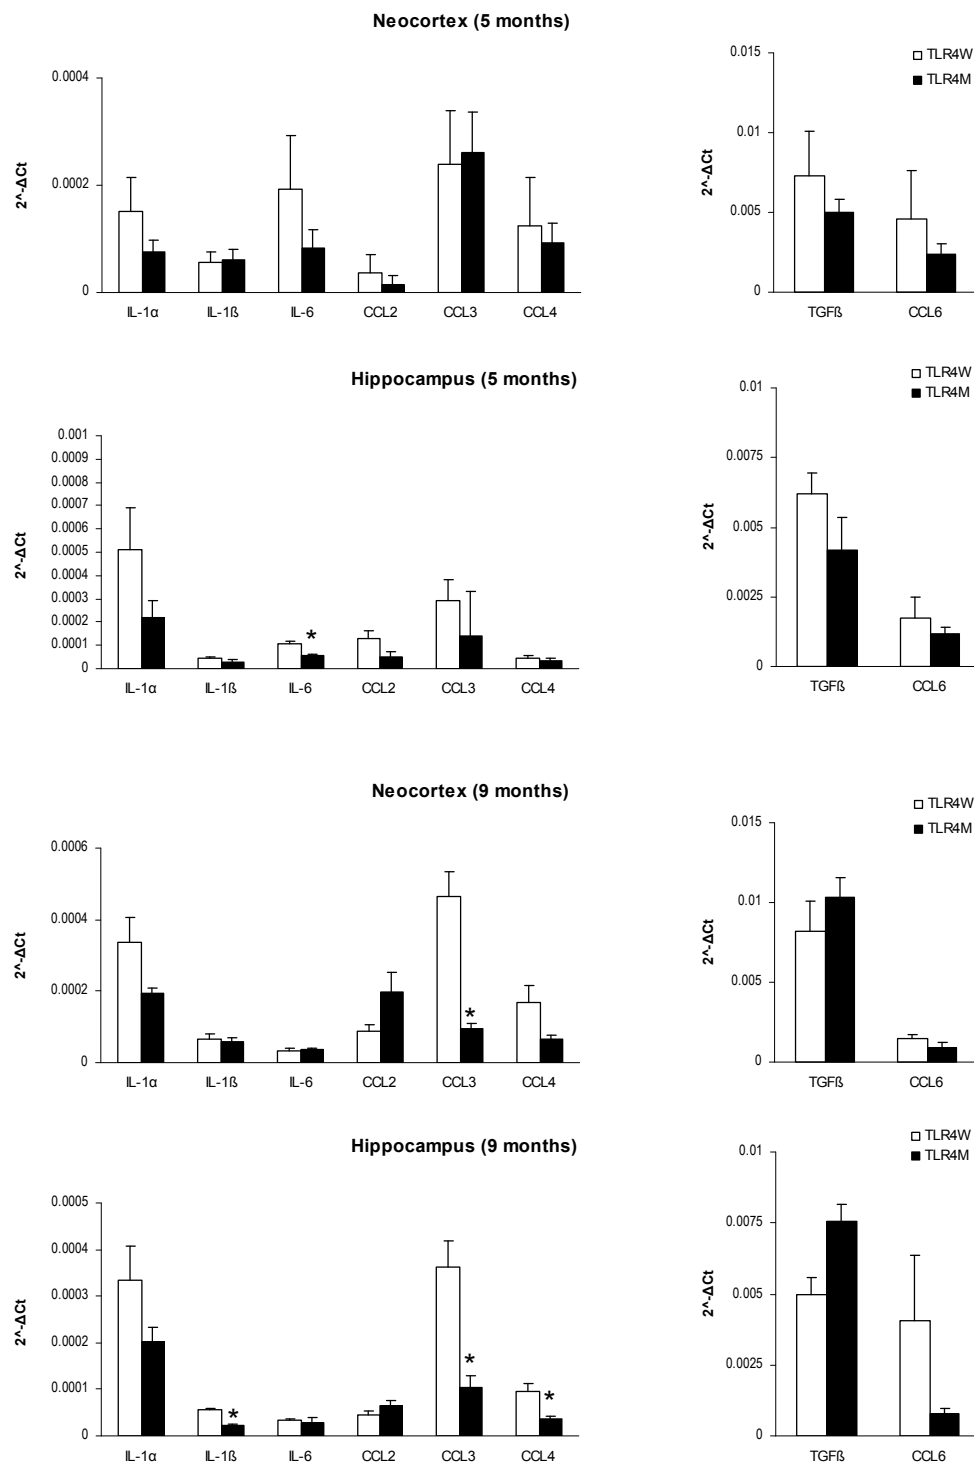 Neocortex (5 months)
0.0004
0.0002
0
2^-ΔCt
IL-1α IL-1ß IL-6 CCL2 CCL3 CCL4
0.015
0.01
0.005
0
2^-ΔCt
TGFß CCL6
TLR4W
TLR4M
Hippocampus (5 months)
0.001
0.0009
0.0008
0.0007
0.0006
0.0005
0.0004
0.0003
0.0002
0.0001
0
2^-ΔCt
*
IL-1α IL-1ß IL-6 CCL2 CCL3 CCL4
0.01
0.0075
0.005
0.0025
0
2^-ΔCt
TGFß CCL6
TLR4W
TLR4M
Neocortex (9 months)
0.0006
0.0004
0.0002
0
2^-ΔCt
*
IL-1α IL-1ß IL-6 CCL2 CCL3 CCL4
0.015
0.01
0.005
0
2^-ΔCt
TGFß CCL6
TLR4W
TLR4M
Hippocampus (9 months)
0.0005
0.0004
0.0003
0.0002
0.0001
0
2^-ΔCt
* * *
IL-1α IL-1ß IL-6 CCL2 CCL3 CCL4
0.01
0.0075
0.005
0.0025
0
2^-ΔCt
TGFß CCL6
TLR4W
TLR4M